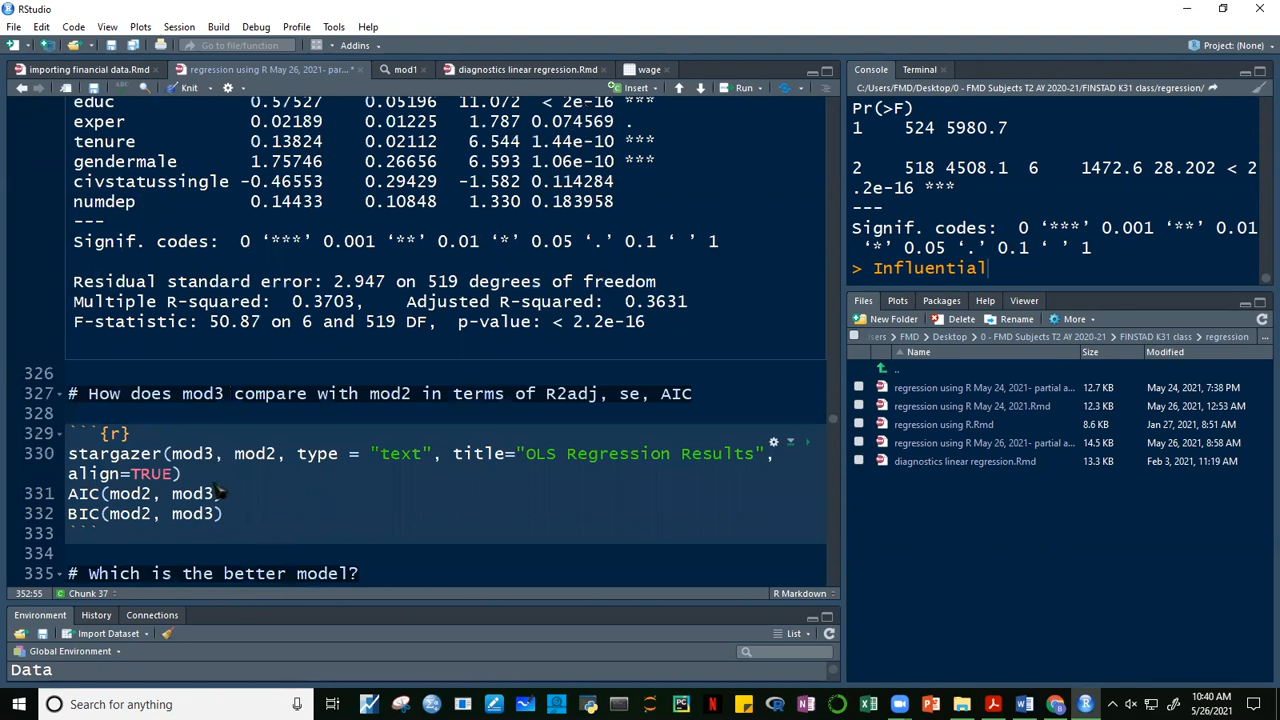 RStudio
File Edit Code View Plots Session Build Debug Profile Tools Help
Go to file/function Addins Project: (None)
importing financial data.Rmd regression using R May 26, 2021- par...* mod1 diagnostics linear regression.Rmd wage
Knit Insert Run
educ 0.57527 0.05196 11.072 < 2e-16 ***
exper 0.02189 0.01225 1.787 0.074569 .
tenure 0.13824 0.02112 6.544 1.44e-10 ***
gendermale 1.75746 0.26656 6.593 1.06e-10 ***
civstatussingle -0.46553 0.29429 -1.582 0.114284
numdep 0.14433 0.10848 1.330 0.183958
---
Signif. codes: 0 ‘***’ 0.001 ‘**’ 0.01 ‘*’ 0.05 ‘.’ 0.1 ‘ ’ 1
Residual standard error: 2.947 on 519 degrees of freedom
Multiple R-squared: 0.3703, Adjusted R-squared: 0.3631
F-statistic: 50.87 on 6 and 519 DF, p-value: < 2.2e-16
326
327 # How does mod3 compare with mod2 in terms of R2adj, se, AIC
328
329 ```{r}
330 stargazer(mod3, mod2, type = "text", title="OLS Regression Results",
align=TRUE)
331 AIC(mod2, mod3)
332 BIC(mod2, mod3)
333 ```
334
335 # Which is the better model?
352:55 Chunk 37 R Markdown
Environment History Connections
Import Dataset List
Global Environment
Data
Console Terminal
C:/Users/FMD/Desktop/0 - FMD Subjects T2 AY 2020-21/FINSTAD K31 class/regression/
Pr(>F)
1 524 5980.7
2 518 4508.1 6 1472.6 28.202 < 2
.2e-16 ***
---
Signif. codes: 0 ‘***’ 0.001 ‘**’ 0.01
‘*’ 0.05 ‘.’ 0.1 ‘ ’ 1
> Influential
Files Plots Packages Help Viewer
New Folder Delete Rename More
sers FMD Desktop 0 - FMD Subjects T2 AY 2020-21 FINSTAD K31 class regression ...
Name Size Modified
..
regression using R May 24, 2021- partial a... 12.7 KB May 24, 2021, 7:38 PM
regression using R May 24, 2021.Rmd 12.3 KB May 26, 2021, 12:53 AM
regression using R.Rmd 8.6 KB Jan 27, 2021, 8:51 AM
regression using R May 26, 2021- partial a... 14.5 KB May 26, 2021, 8:58 AM
diagnostics linear regression.Rmd 13.3 KB Feb 3, 2021, 11:19 AM
Search for anything
10:40 AM
5/26/2021